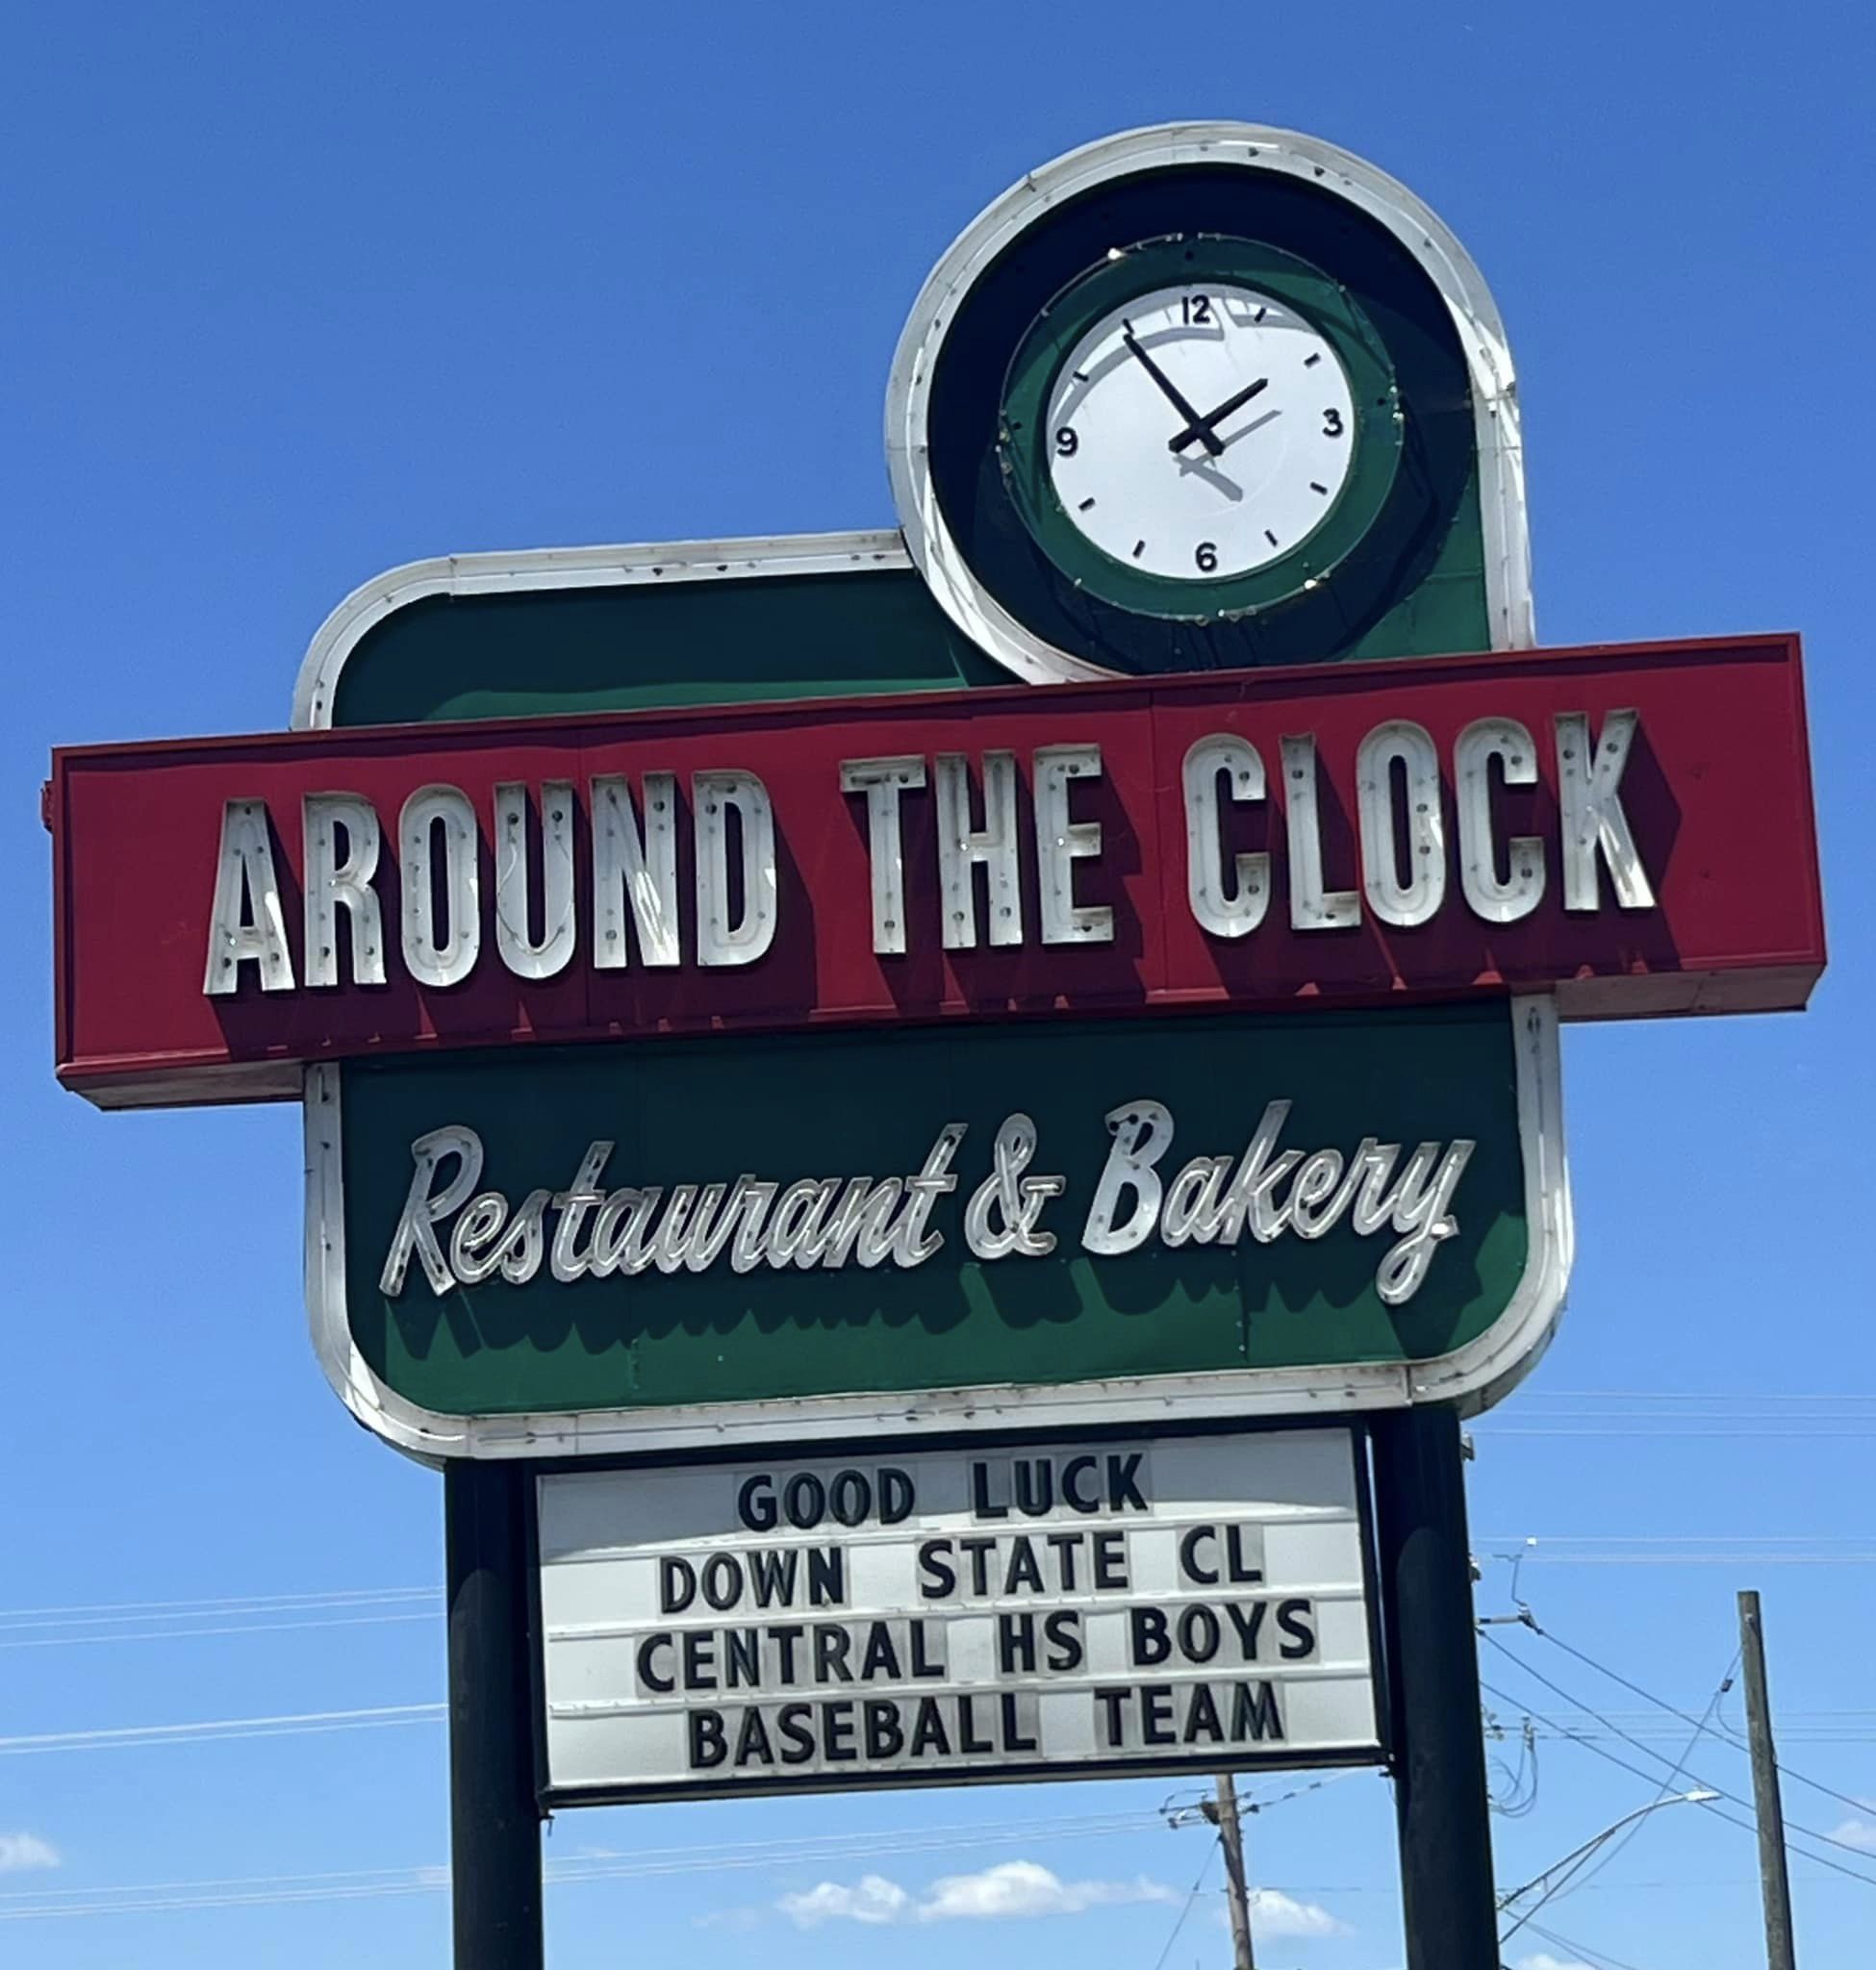 12
3
6
9
AROUND THE CLOCK
Restaurant & Bakery
GOOD LUCK
DOWN STATE CL
CENTRAL HS BOYS
BASEBALL TEAM